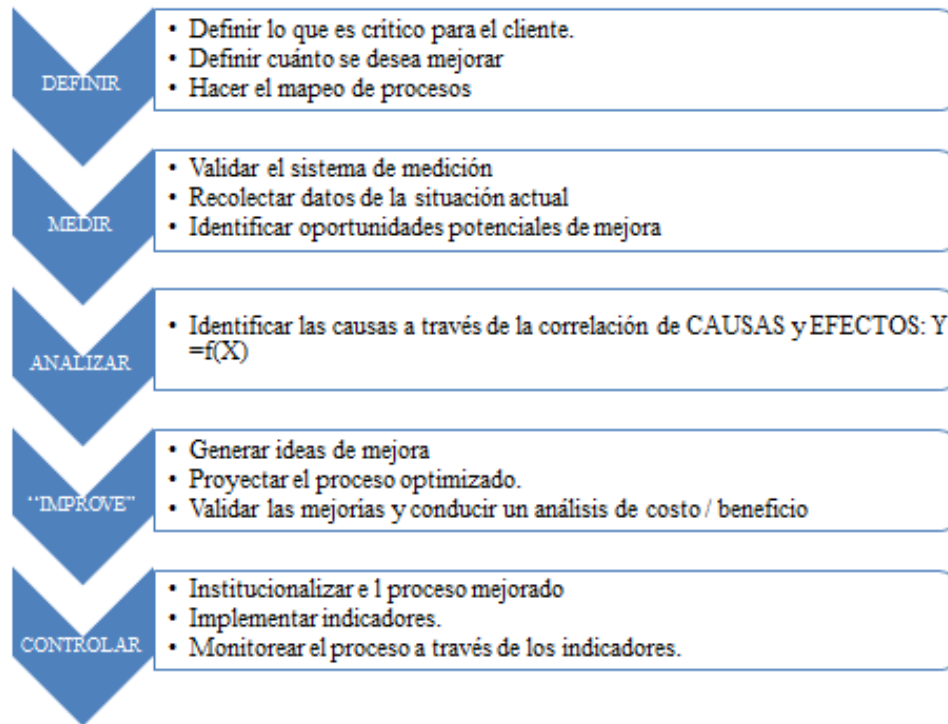 DEFINIR
• Definir lo que es crítico para el cliente.
• Definir cuánto se desea mejorar
• Hacer el mapeo de procesos
MEDIR
• Validar el sistema de medición
• Recolectar datos de la situación actual
• Identificar oportunidades potenciales de mejora
ANALIZAR
• Identificar las causas a través de la correlación de CAUSAS y EFECTOS: Y
=f(X)
“IMPROVE”
• Generar ideas de mejora
• Proyectar el proceso optimizado.
• Validar las mejorías y conducir un análisis de costo / beneficio
CONTROLAR
• Institucionalizar e l proceso mejorado
• Implementar indicadores.
• Monitorear el proceso a través de los indicadores.